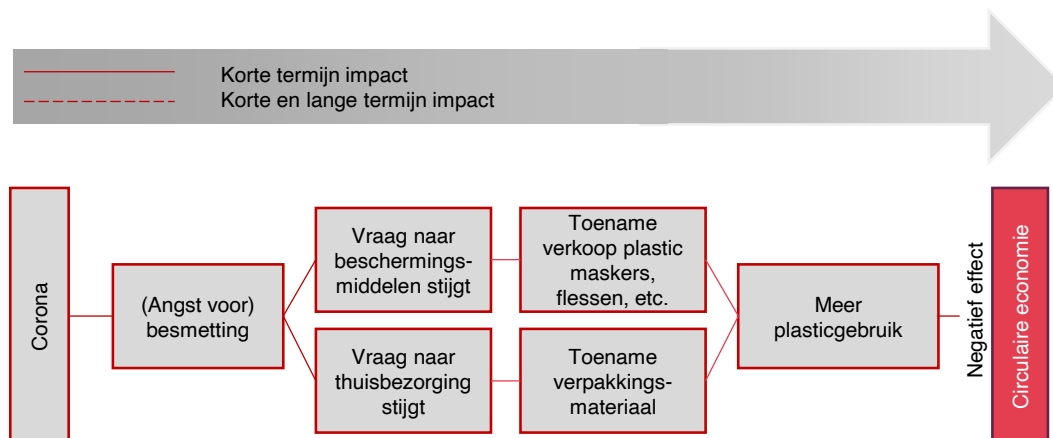 Korte termijn impact
Korte en lange termijn impact
Corona
(Angst voor)
besmetting
Vraag naar
beschermings-
middelen stijgt
Toename
verkoop plastic
maskers,
flessen, etc.
Vraag naar
thuisbezorging
stijgt
Toename
verpakkings-
materiaal
Meer
plasticgebruik
Negatief effect
Circulaire economie